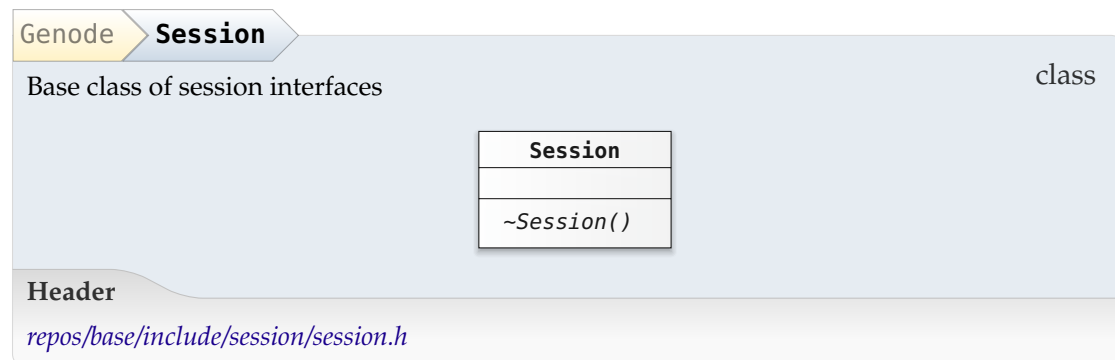 Genode Session
class
Base class of session interfaces
Session
~Session()
Header
repos/base/include/session/session.h